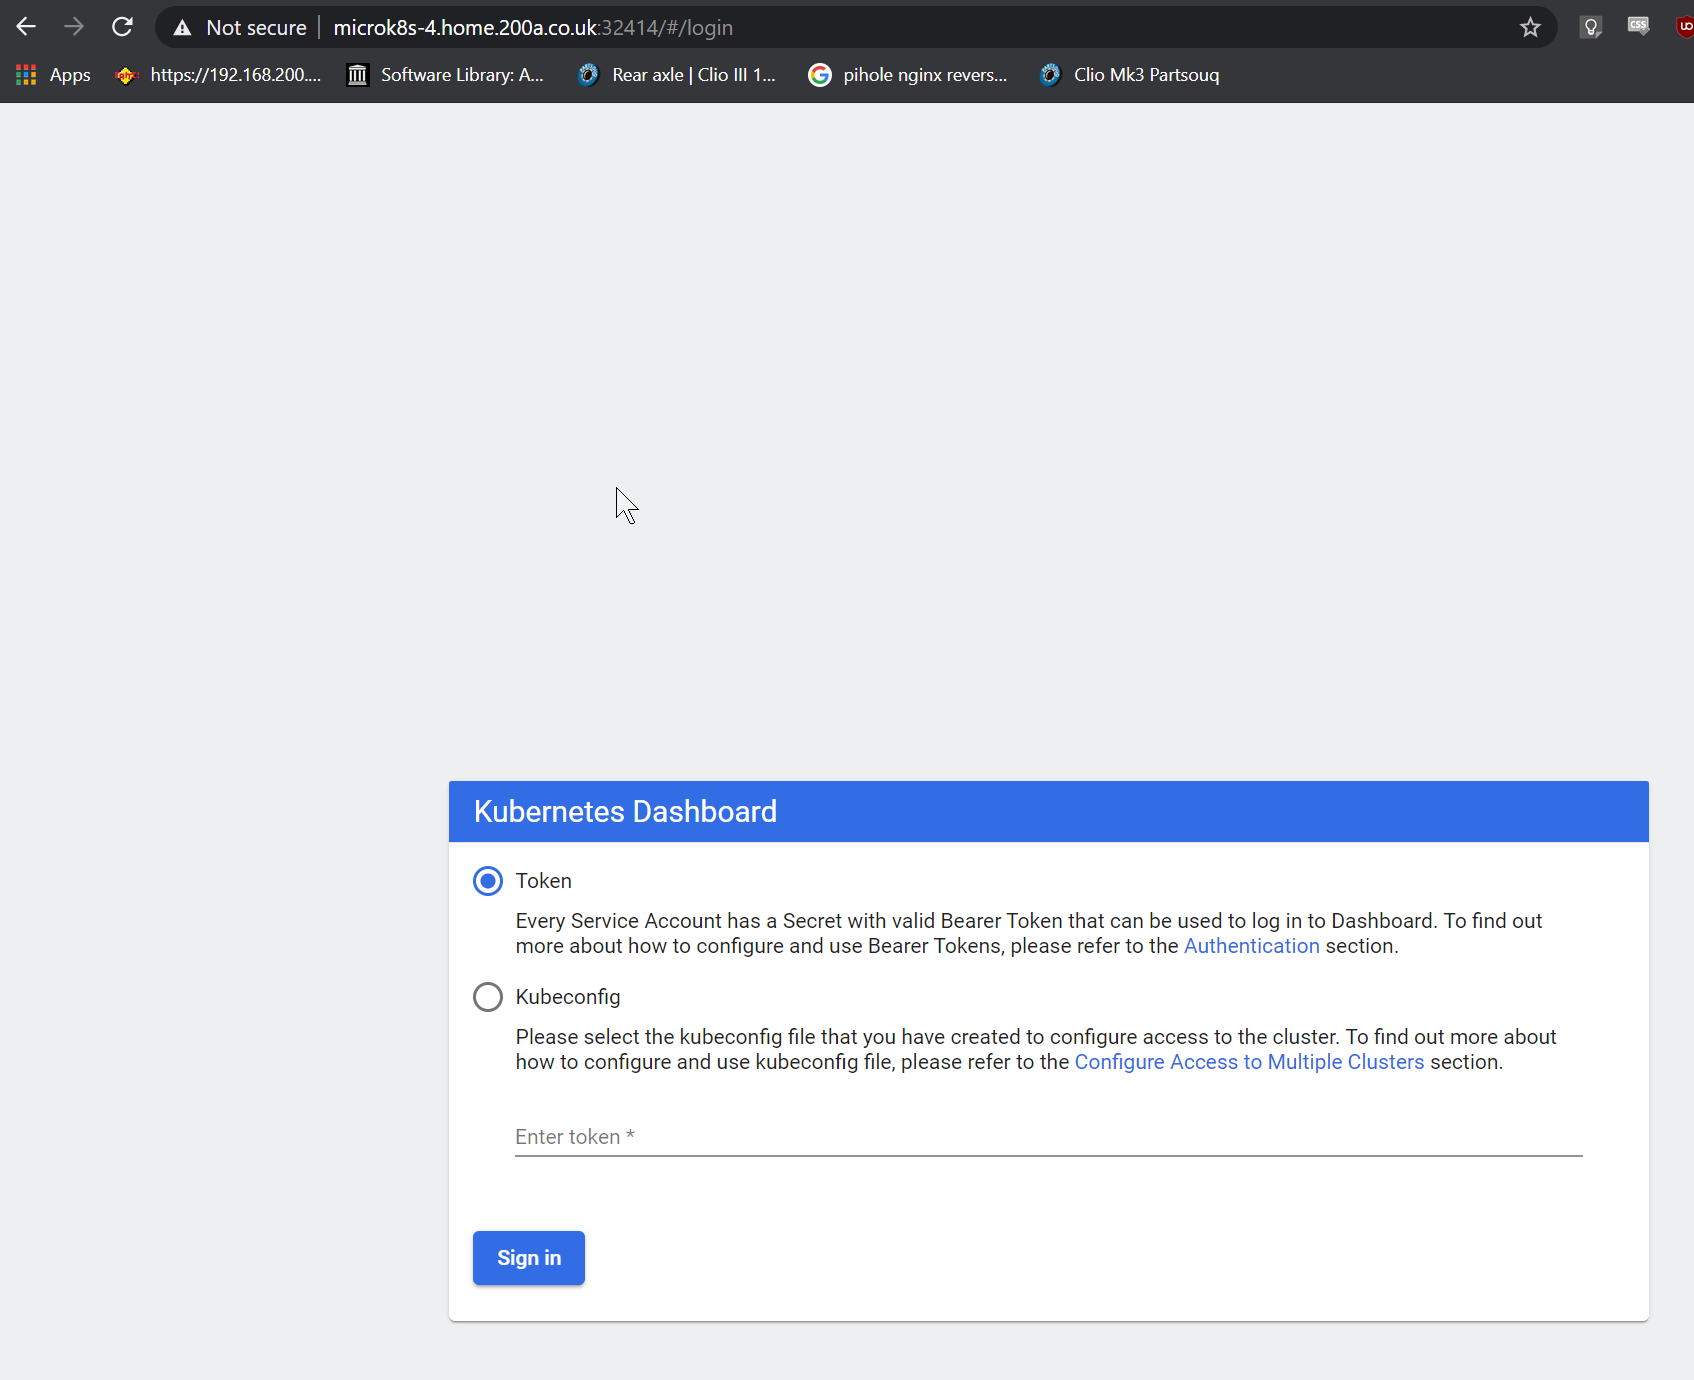 Not secure microk8s-4.home.200a.co.uk:32414/#/login
Apps https://192.168.200.... Software Library: A... Rear axle | Clio III 1... pihole nginx revers... Clio Mk3 Partsouq
Kubernetes Dashboard
Token
Every Service Account has a Secret with valid Bearer Token that can be used to log in to Dashboard. To find out
more about how to configure and use Bearer Tokens, please refer to the Authentication section.
Kubeconfig
Please select the kubeconfig file that you have created to configure access to the cluster. To find out more about
how to configure and use kubeconfig file, please refer to the Configure Access to Multiple Clusters section.
Enter token *
Sign in